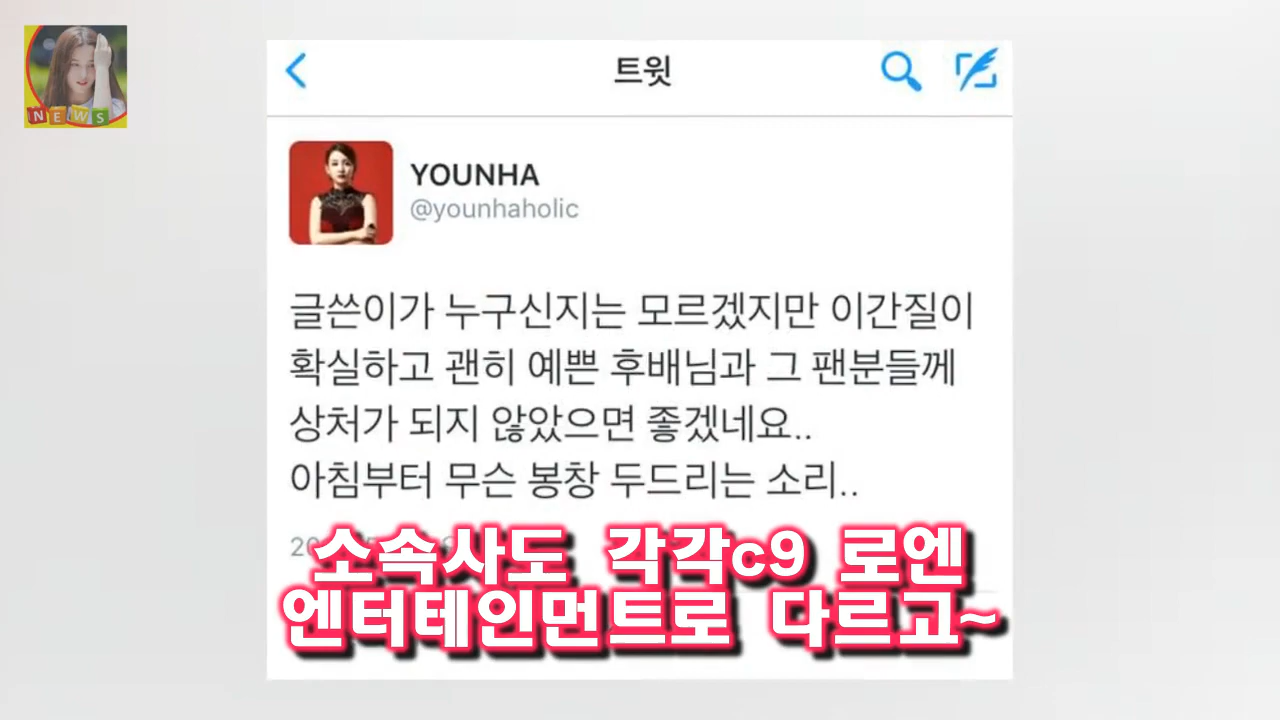 NEWS
트윗
YOUNHA
@younhaholic
글쓴이가 누구신지는 모르겠지만 이간질이
확실하고 괜히 예쁜 후배님과 그 팬분들께
상처가 되지 않았으면 좋겠네요..
아침부터 무슨 봉창 두드리는 소리..
소속사도 각각c9 로엔
엔터테인먼트로 다르고~